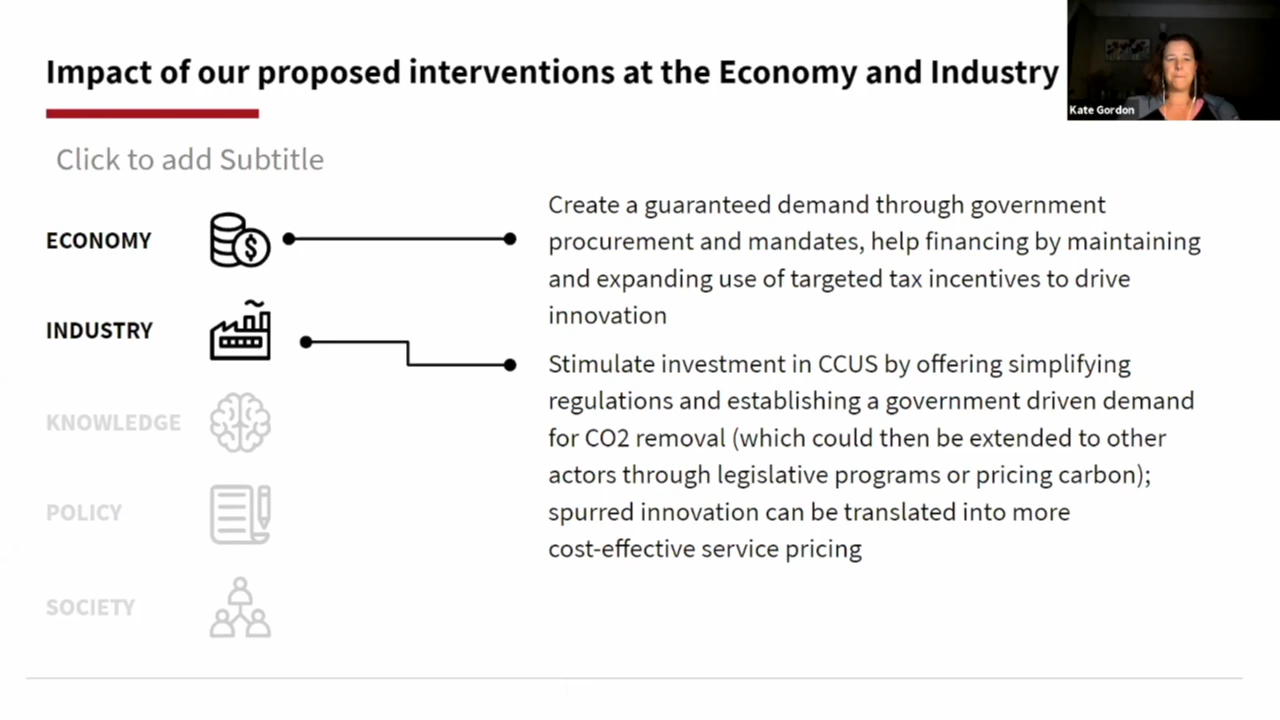 Impact of our proposed interventions at the Economy and Industry
Kate Gordon
Click to add Subtitle
ECONOMY
Create a guaranteed demand through government
procurement and mandates, help financing by maintaining
and expanding use of targeted tax incentives to drive
innovation
INDUSTRY
Stimulate investment in CCUS by offering simplifying
regulations and establishing a government driven demand
for CO2 removal (which could then be extended to other
actors through legislative programs or pricing carbon);
spurred innovation can be translated into more
cost-effective service pricing
KNOWLEDGE
POLICY
SOCIETY